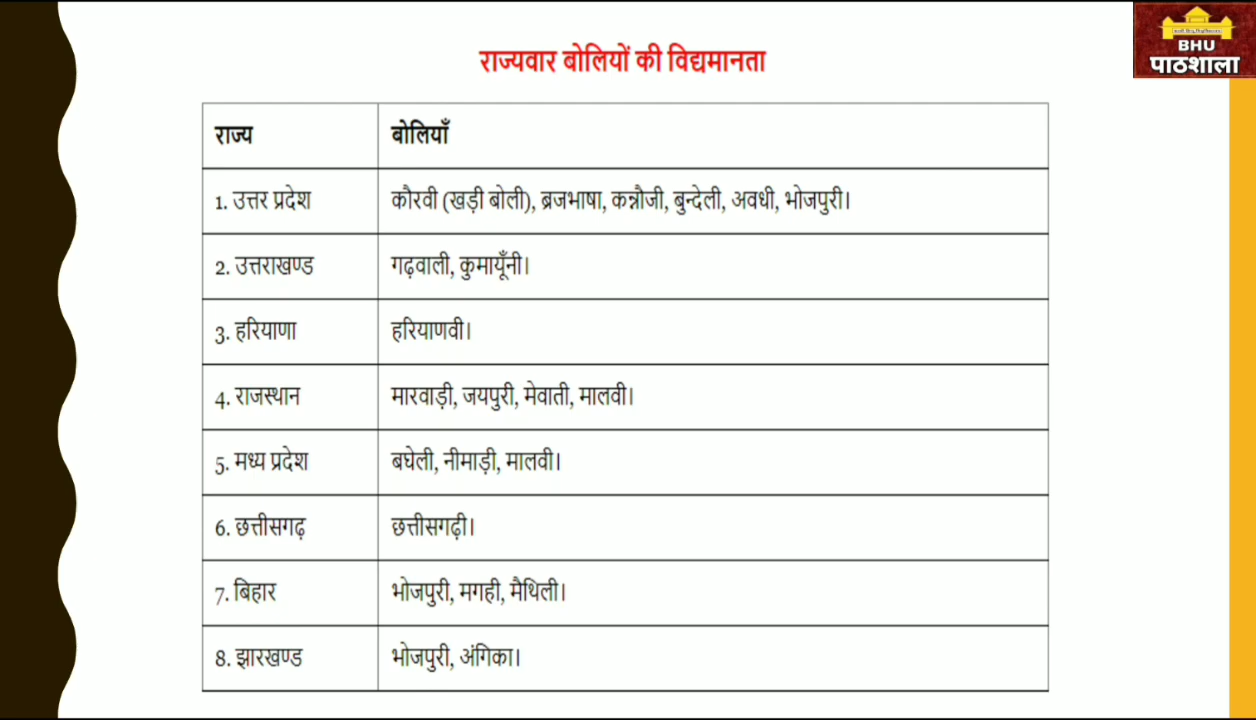 BHU
पाठशाला
राज्यवार बोलियों की विद्यमानता
राज्य बोलियाँ
1. उत्तर प्रदेश कौरवी (खड़ी बोली), ब्रजभाषा, कन्नौजी, बुन्देली, अवधी, भोजपुरी।
2. उत्तराखण्ड गढ़वाली, कुमायूँनी।
3. हरियाणा हरियाणवी।
4. राजस्थान मारवाड़ी, जयपुरी, मेवाती, मालवी।
5. मध्य प्रदेश बघेली, नीमाड़ी, मालवी।
6. छत्तीसगढ़ छत्तीसगढ़ी।
7. बिहार भोजपुरी, मगही, मैथिली।
8. झारखण्ड भोजपुरी, अंगिका।